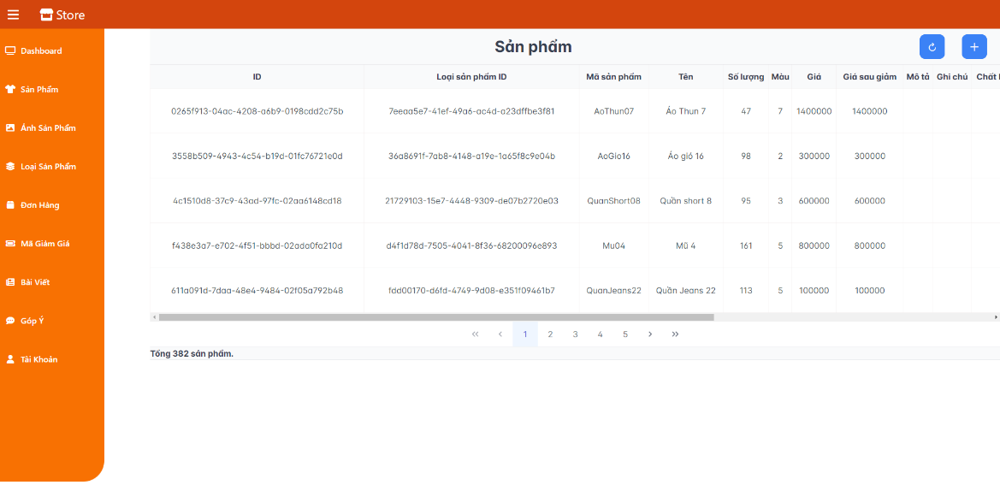 Store
Dashboard
Sản Phẩm
Ảnh Sản Phẩm
Loại Sản Phẩm
Đơn Hàng
Mã Giảm Giá
Bài Viết
Góp Ý
Tài Khoản
Sản phẩm
ID Loại sản phẩm ID Mã sản phẩm Tên Số lượng Màu Giá Giá sau giảm Mô tả Ghi chú Chất
0265f913-04ac-4208-a6b9-0198cdd2c75b 7eeaa5e7-41ef-49a6-ac4d-a23dffbe3f81 AoThun07 Áo Thun 7 47 7 1400000 1400000
3558b509-4943-4c54-b19d-01fc76721e0d 36a8691f-7ab8-4148-a19e-1a65f8c9e04b AoGio16 Áo gió 16 98 2 300000 300000
4c1510d8-37c9-43ad-97fc-02aa6148cd18 21729103-15e7-4448-9309-de07b2720e03 QuanShort08 Quần short 8 95 3 600000 600000
f438e3a7-e702-4f51-bbbd-02ada0fa210d d4f1d78d-7505-4041-8f36-68200096e893 Mu04 Mũ 4 161 5 800000 800000
611a091d-7daa-48e4-9484-02f05a792b48 fdd00170-d6fd-4749-9d08-e351f09461b7 QuanJeans22 Quần Jeans 22 113 5 100000 100000
1 2 3 4 5
Tổng 382 sản phẩm.